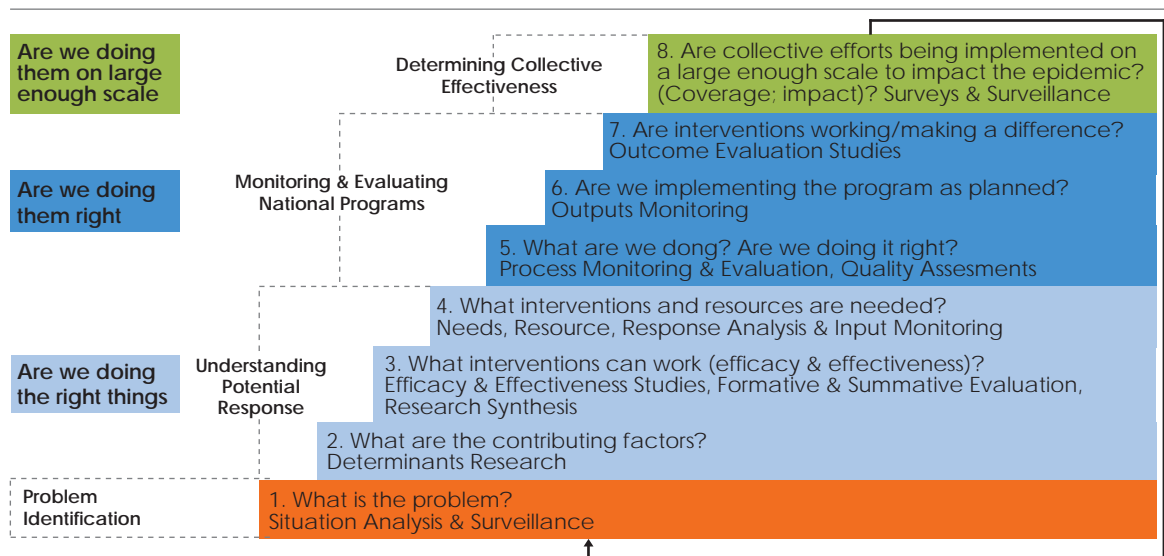 Are we doing
them on large
enough scale
Determining Collective
Effectiveness
8. Are collective efforts being implemented on
a large enough scale to impact the epidemic?
(Coverage; impact)? Surveys & Surveillance
7. Are interventions working/making a difference?
Outcome Evaluation Studies
Are we doing
them right
Monitoring & Evaluating
National Programs
6. Are we implementing the program as planned?
Outputs Monitoring
5. What are we dong? Are we doing it right?
Process Monitoring & Evaluation, Quality Assesments
4. What interventions and resources are needed?
Needs, Resource, Response Analysis & Input Monitoring
Are we doing
the right things
Understanding
Potential
Response
3. What interventions can work (efficacy & effectiveness)?
Efficacy & Effectiveness Studies, Formative & Summative Evaluation,
Research Synthesis
2. What are the contributing factors?
Determinants Research
Problem
Identification
1. What is the problem?
Situation Analysis & Surveillance